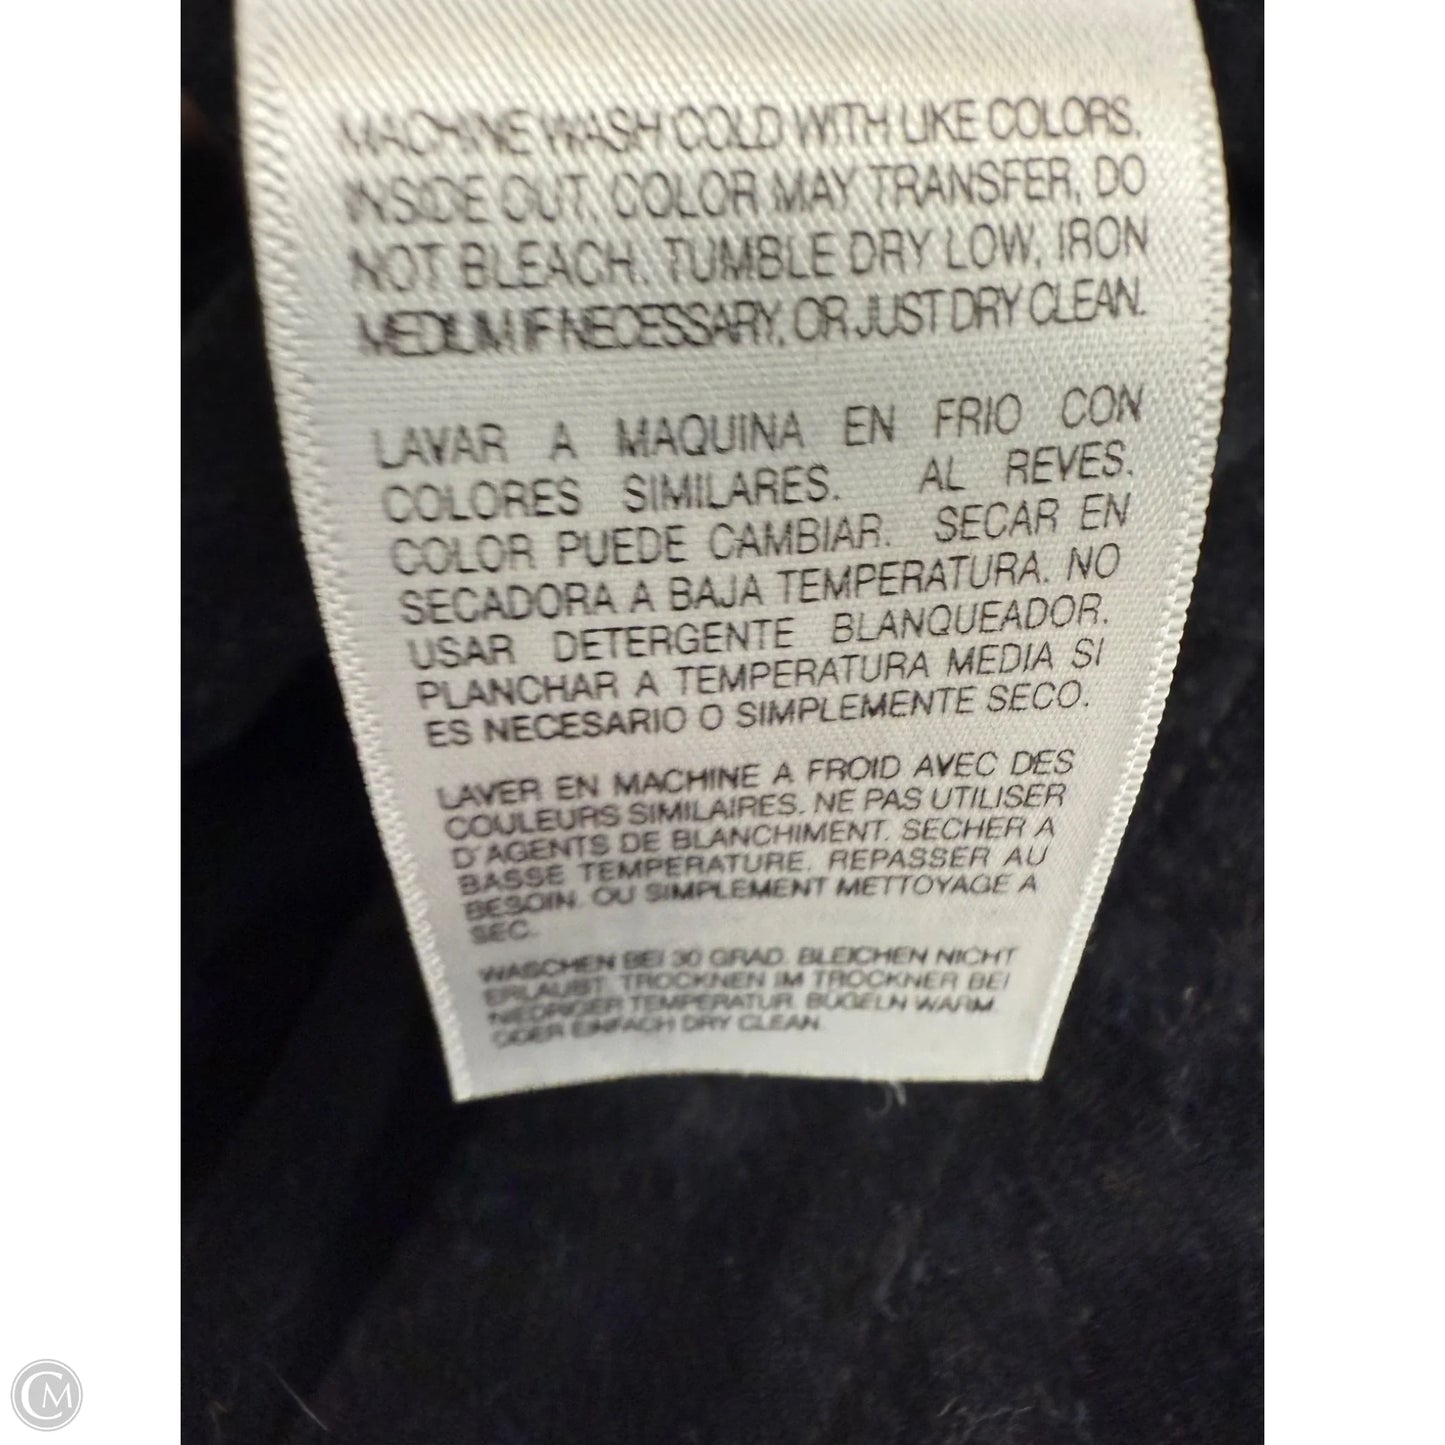 MACHINE WASH COLD WITH LIKE COLORS.
INSIDE OUT. COLOR MAY TRANSFER, DO
NOT BLEACH. TUMBLE DRY LOW, IRON
MEDIUM IF NECESSARY, OR JUST DRY CLEAN.
LAVAR A MAQUINA EN FRIO CON
COLORES SIMILARES. AL REVES.
COLOR PUEDE CAMBIAR. SECAR EN
SECADORA A BAJA TEMPERATURA. NO
USAR DETERGENTE BLANQUEADOR.
PLANCHAR A TEMPERATURA MEDIA SI
ES NECESARIO O SIMPLEMENTE SECO.
LAVER EN MACHINE A FROID AVEC DES
COULEURS SIMILAIRES. NE PAS UTILISER
D'AGENTS DE BLANCHIMENT. SECHER A
BASSE TEMPERATURE. REPASSER AU
BESOIN. OU SIMPLEMENT METTOYAGE A
SEC.
WASCHEN BEI 30 GRAD. BLEICHEN NICHT
ERLAUBT. TROCKNEN IM TROCKNER BEI
NIEDRIGER TEMPERATUR. BUGELN WARM.
ODER EINFACH DRY CLEAN.
CM